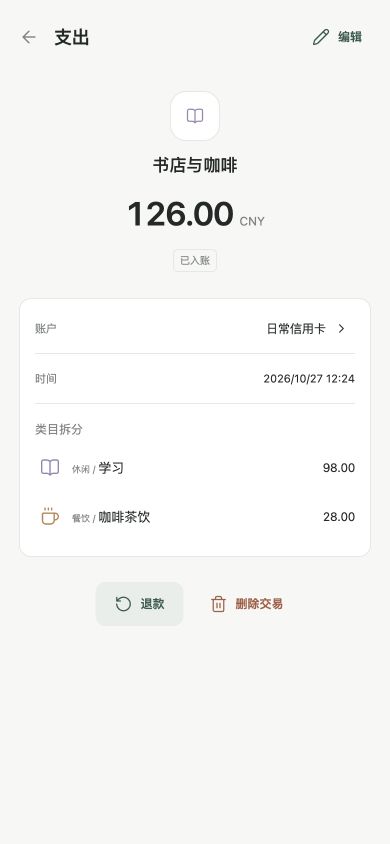 支出
编辑
书店与咖啡
126.00 CNY
已入账
账户 日常信用卡
时间 2026/10/27 12:24
类目拆分
休闲 / 学习 98.00
餐饮 / 咖啡茶饮 28.00
退款
删除交易